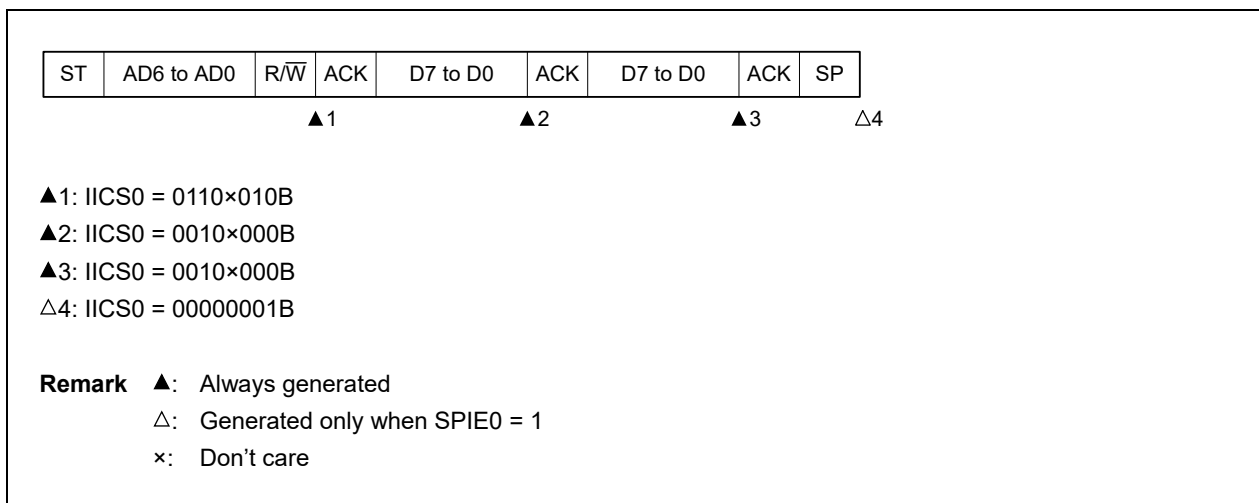 ST AD6 to AD0 R/W̅ ACK D7 to D0 ACK D7 to D0 ACK SP
▲1 ▲2 ▲3 △4
▲1: IICS0 = 0110×010B
▲2: IICS0 = 0010×000B
▲3: IICS0 = 0010×000B
△4: IICS0 = 00000001B
Remark ▲: Always generated
△: Generated only when SPIE0 = 1
×: Don’t care